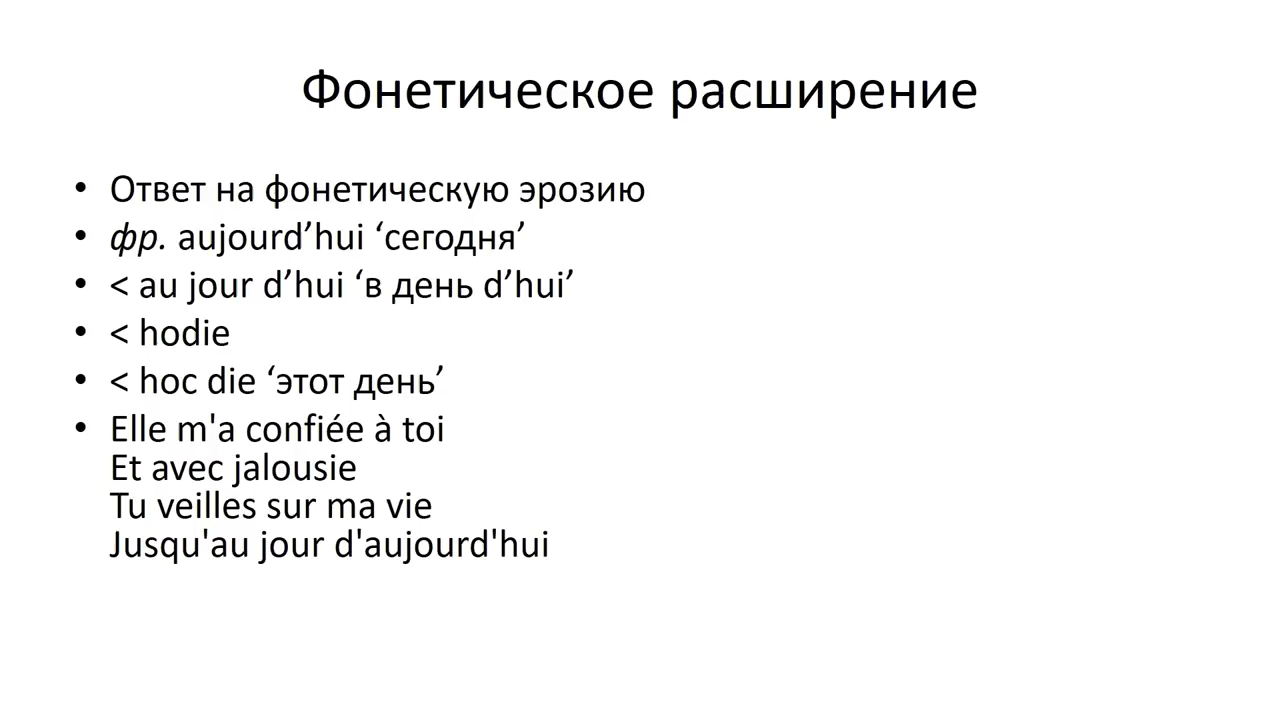 Фонетическое расширение
• Ответ на фонетическую эрозию
• фр. aujourd’hui ‘сегодня’
• < au jour d’hui ‘в день d’hui’
• < hodie
• < hoc die ‘этот день’
• Elle m'a confiée à toi
Et avec jalousie
Tu veilles sur ma vie
Jusqu'au jour d'aujourd'hui